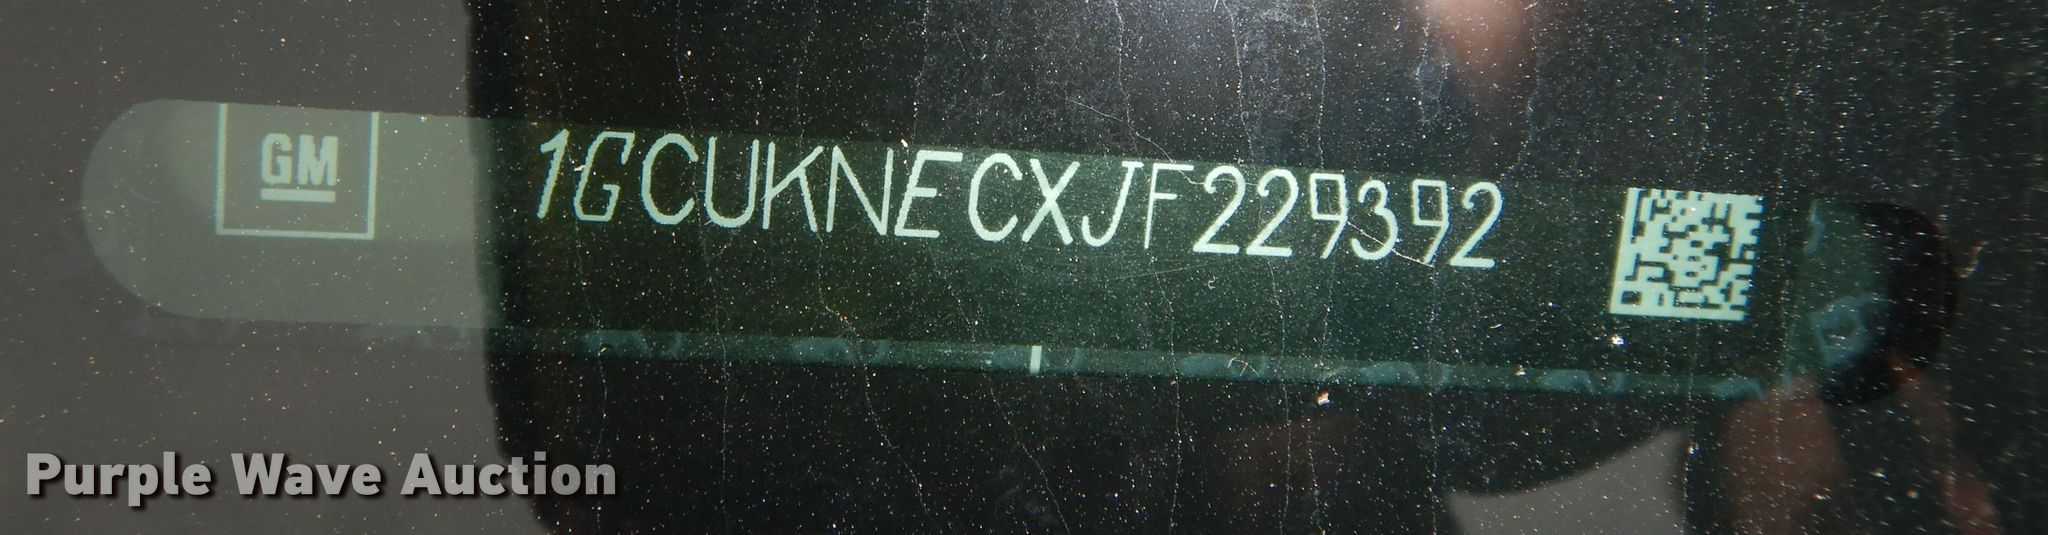 GM
1GCUKNECXJF229392
Purple Wave Auction